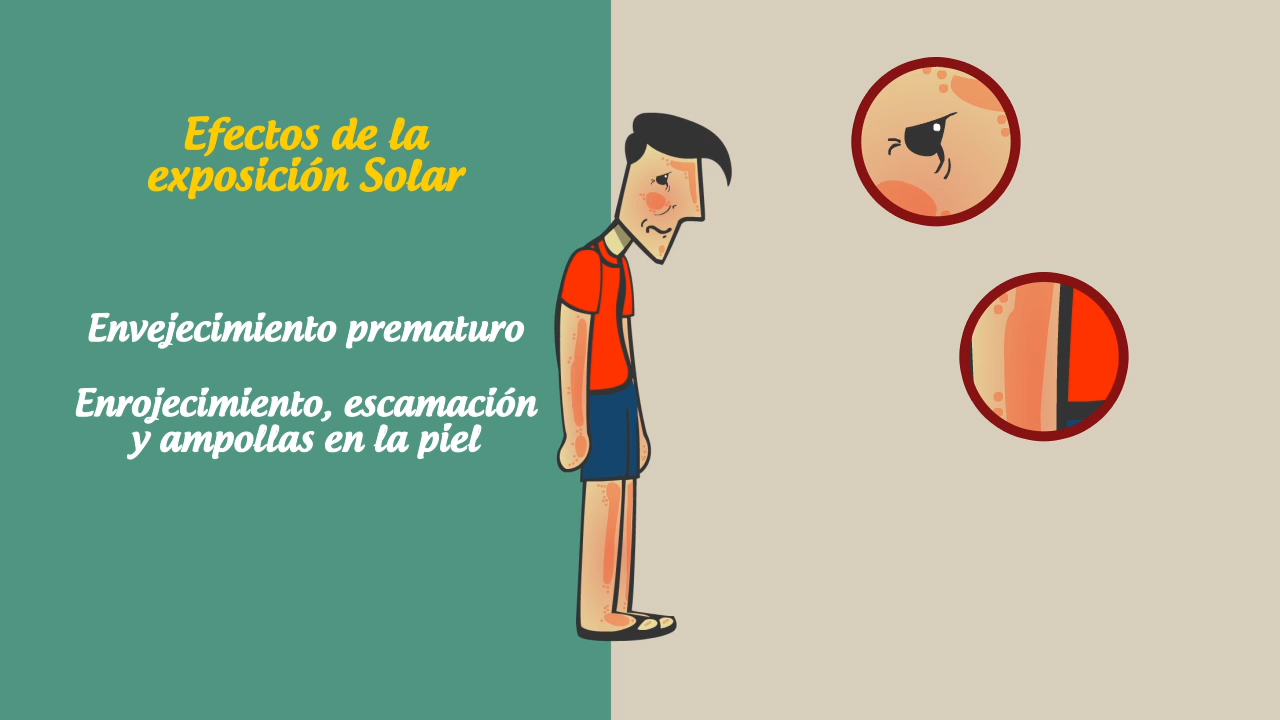 Efectos de la
exposición Solar
Envejecimiento prematuro
Enrojecimiento, escamación
y ampollas en la piel